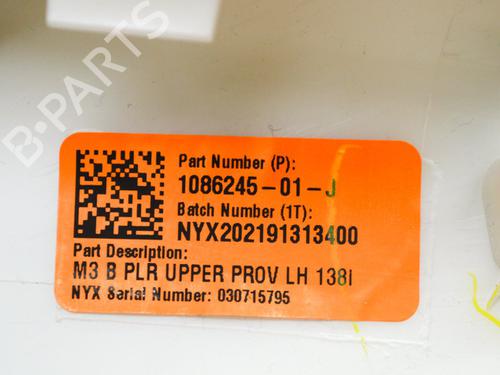 B-PARTS
Part Number (P):
1086245-01-J
Batch Number (1T):
NYX202191313400
Part Description:
M3 B PLR UPPER PROV LH 138I
NYX Serial Number: 030715795